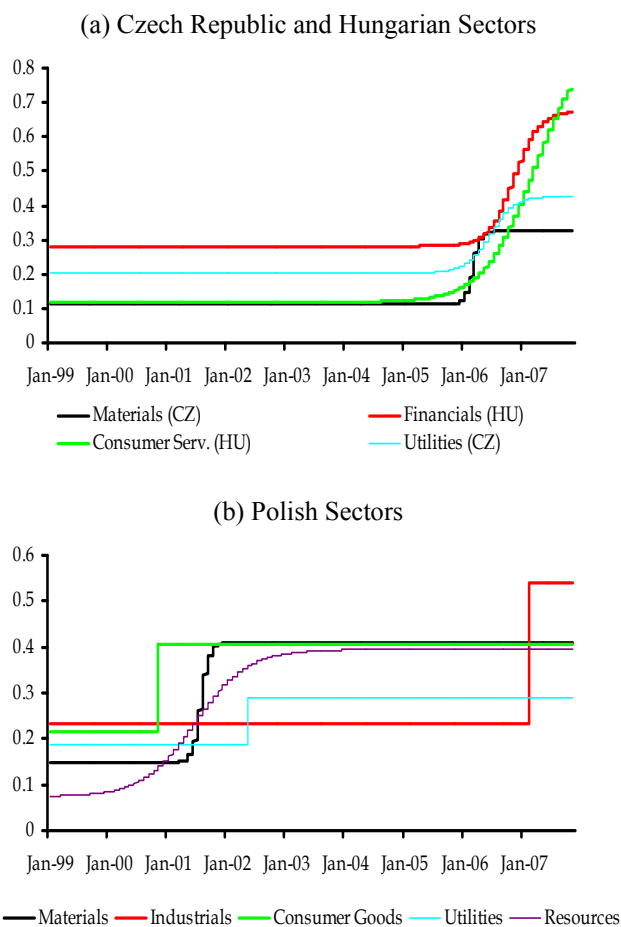 (a) Czech Republic and Hungarian Sectors
0.8
0.7
0.6
0.5
0.4
0.3
0.2
0.1
0
Jan-99 Jan-00 Jan-01 Jan-02 Jan-03 Jan-04 Jan-05 Jan-06 Jan-07
Materials (CZ) Financials (HU)
Consumer Serv. (HU) Utilities (CZ)
(b) Polish Sectors
0.6
0.5
0.4
0.3
0.2
0.1
0
Jan-99 Jan-00 Jan-01 Jan-02 Jan-03 Jan-04 Jan-05 Jan-06 Jan-07
Materials Industrials Consumer Goods Utilities Resources